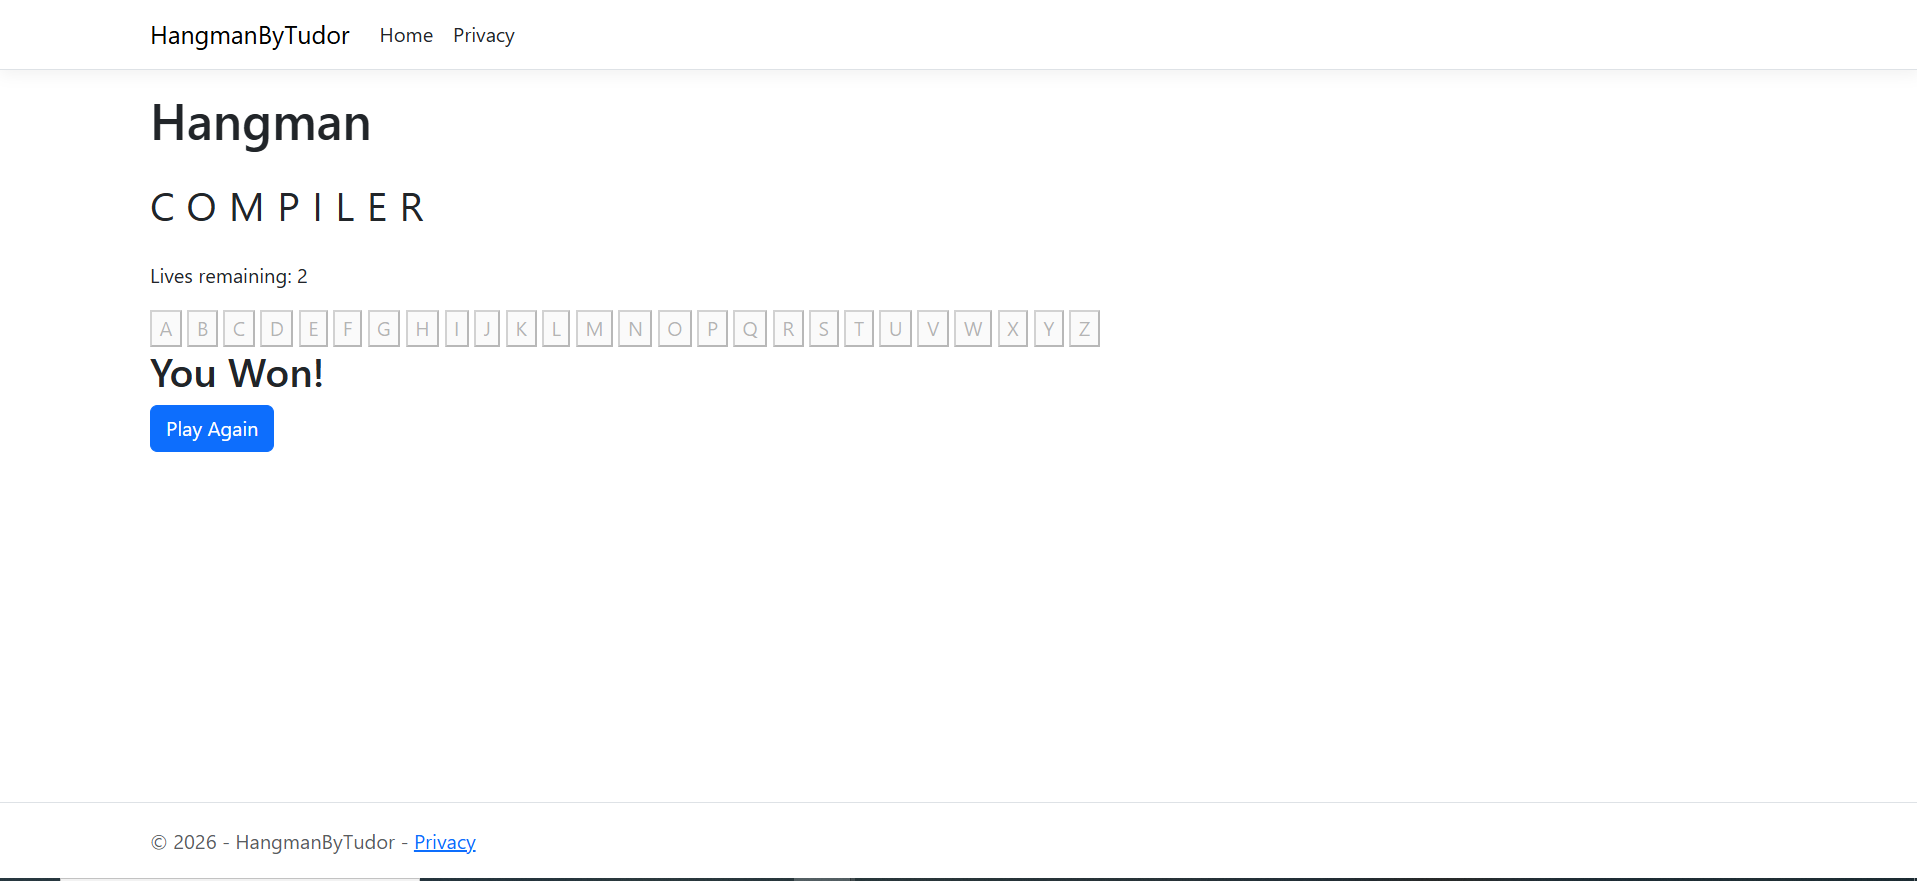 HangmanByTudor Home Privacy
Hangman
C O M P I L E R
Lives remaining: 2
A B C D E F G H I J K L M N O P Q R S T U V W X Y Z
You Won!
Play Again
© 2026 - HangmanByTudor - Privacy